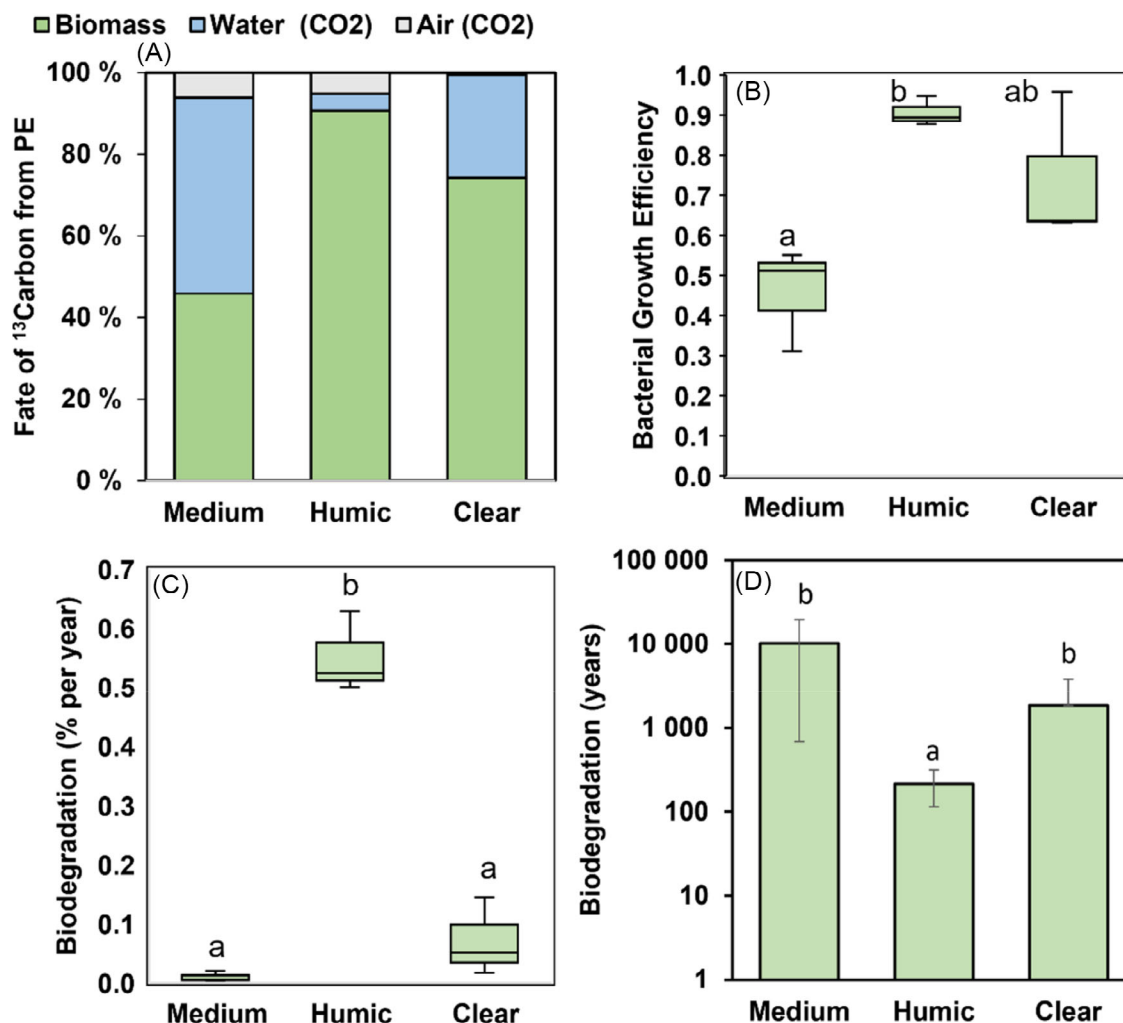 Biomass Water (CO2) Air (CO2)
(A)
100 %
80 %
60 %
40 %
20 %
0 %
Fate of ¹³Carbon from PE
Medium Humic Clear
(B)
1.0
0.9
0.8
0.7
0.6
0.5
0.4
0.3
0.2
0.1
0.0
Bacterial Growth Efficiency
a
b
ab
Medium Humic Clear
(C)
0.7
0.6
0.5
0.4
0.3
0.2
0.1
0.0
Biodegradation (% per year)
a
b
a
Medium Humic Clear
(D)
100 000
10 000
1 000
100
10
1
Biodegradation (years)
b
a
b
Medium Humic Clear